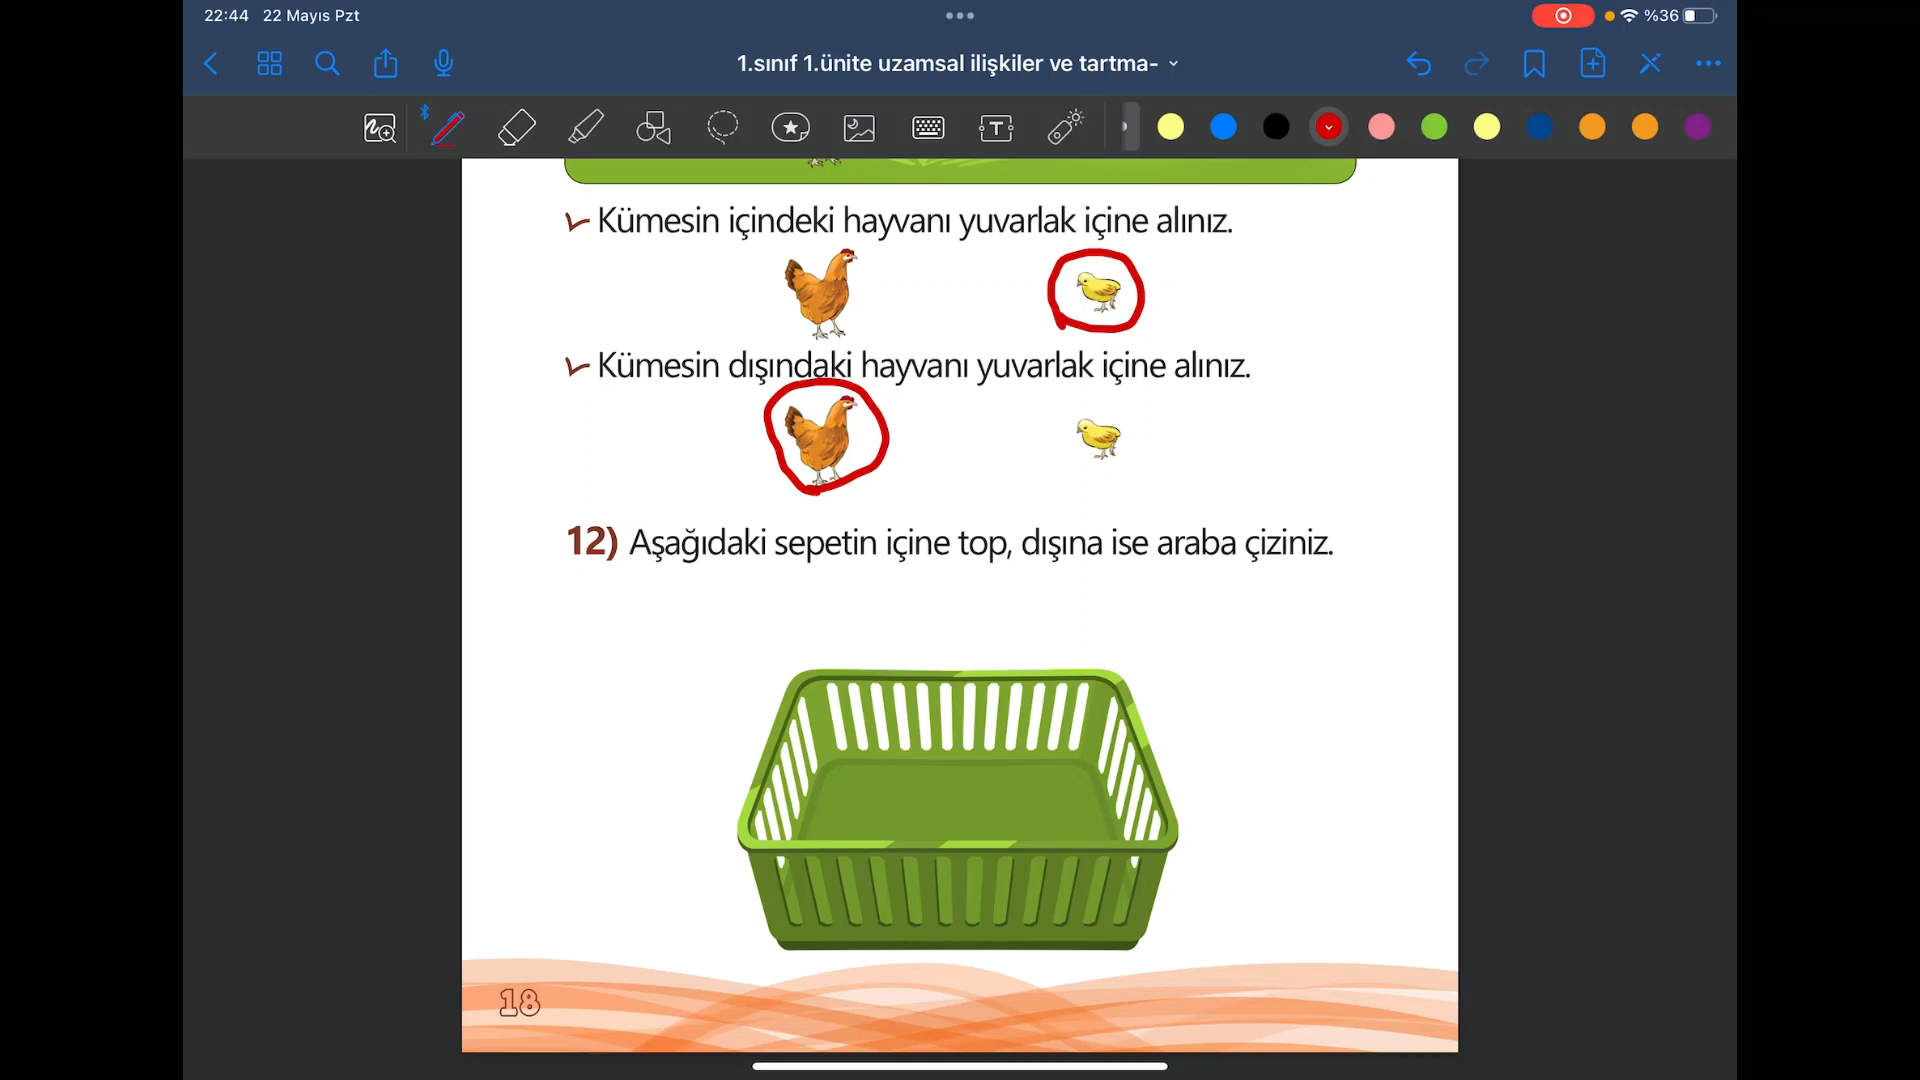 22:44 22 Mayıs Pzt
%36
1.sınıf 1.ünite uzamsal ilişkiler ve tartma-
T
Kümesin içindeki hayvanı yuvarlak içine alınız.
Kümesin dışındaki hayvanı yuvarlak içine alınız.
12) Aşağıdaki sepetin içine top, dışına ise araba çiziniz.
18